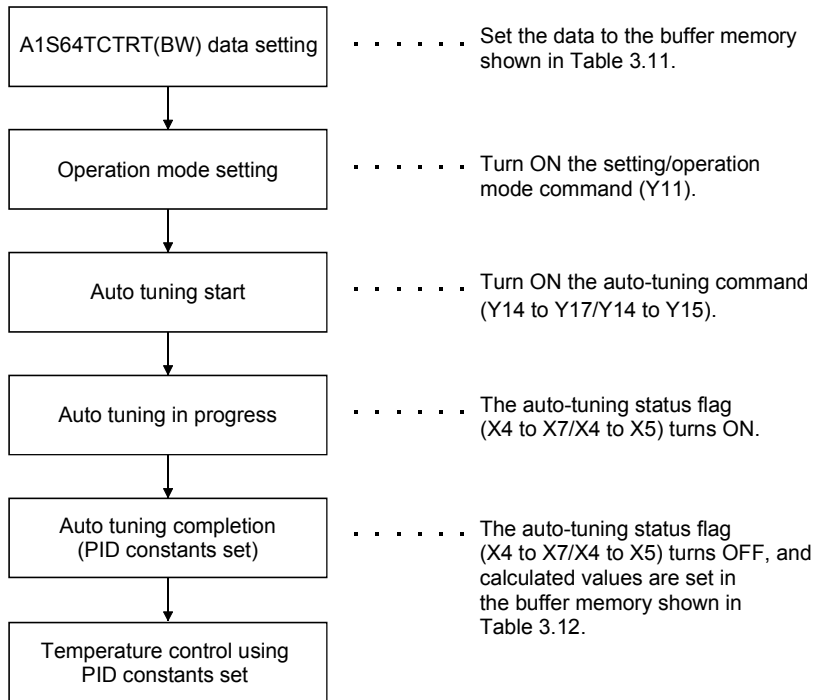 A1S64TCTRT(BW) data setting
Set the data to the buffer memory
shown in Table 3.11.
Operation mode setting
Turn ON the setting/operation
mode command (Y11).
Auto tuning start
Turn ON the auto-tuning command
(Y14 to Y17/Y14 to Y15).
Auto tuning in progress
The auto-tuning status flag
(X4 to X7/X4 to X5) turns ON.
Auto tuning completion
(PID constants set)
The auto-tuning status flag
(X4 to X7/X4 to X5) turns OFF, and
calculated values are set in
the buffer memory shown in
Table 3.12.
Temperature control using
PID constants set